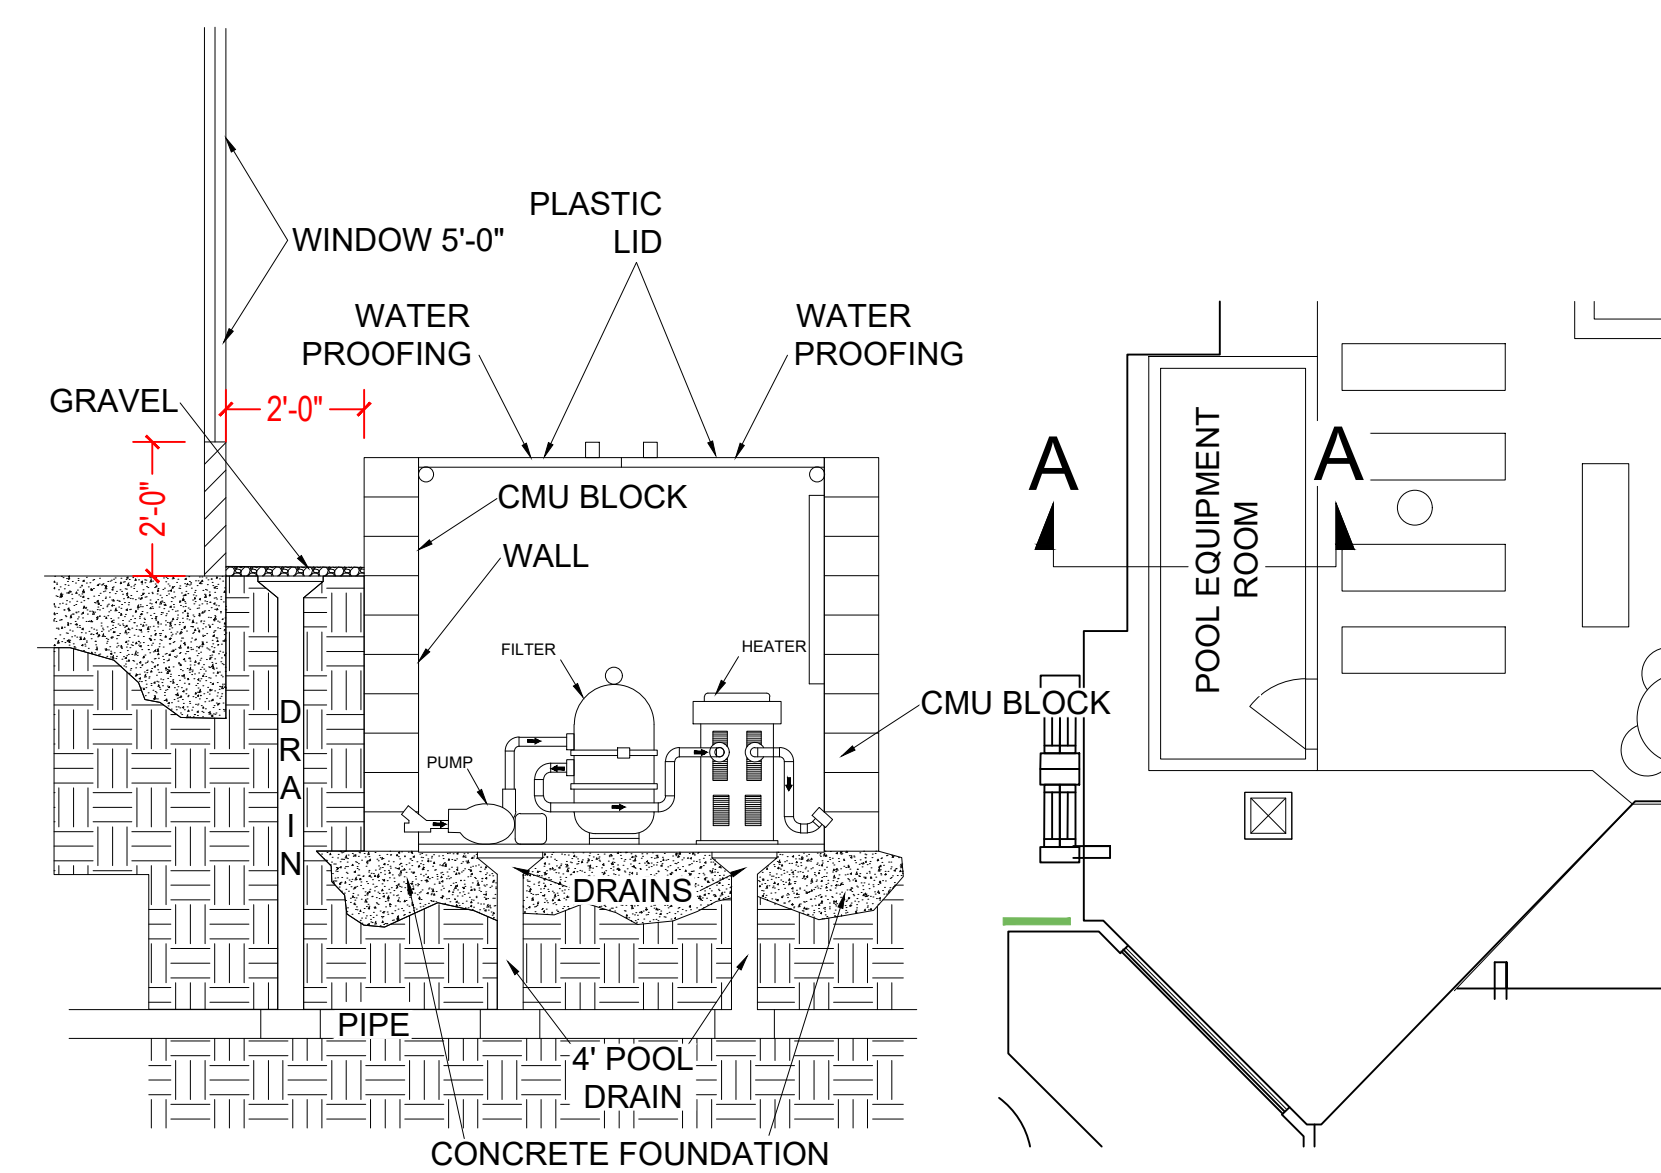 PLASTIC
LID
WINDOW 5'-0"
WATER
PROOFING
WATER
PROOFING
GRAVEL
2'-0"
2'-0"
CMU BLOCK
WALL
FILTER
HEATER
PUMP
CMU BLOCK
DRAIN
DRAINS
PIPE
4' POOL
DRAIN
CONCRETE FOUNDATION
A
A
POOL EQUIPMENT
ROOM